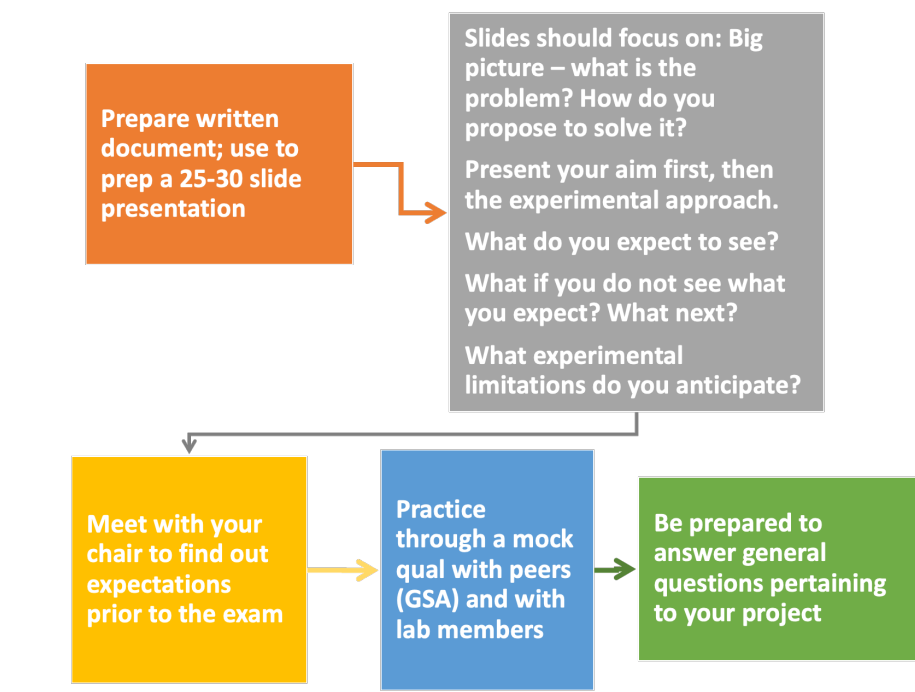 Prepare written
document; use to
prep a 25-30 slide
presentation
Slides should focus on: Big
picture – what is the
problem? How do you
propose to solve it?
Present your aim first, then
the experimental approach.
What do you expect to see?
What if you do not see what
you expect? What next?
What experimental
limitations do you anticipate?
Meet with your
chair to find out
expectations
prior to the exam
Practice
through a mock
qual with peers
(GSA) and with
lab members
Be prepared to
answer general
questions pertaining
to your project